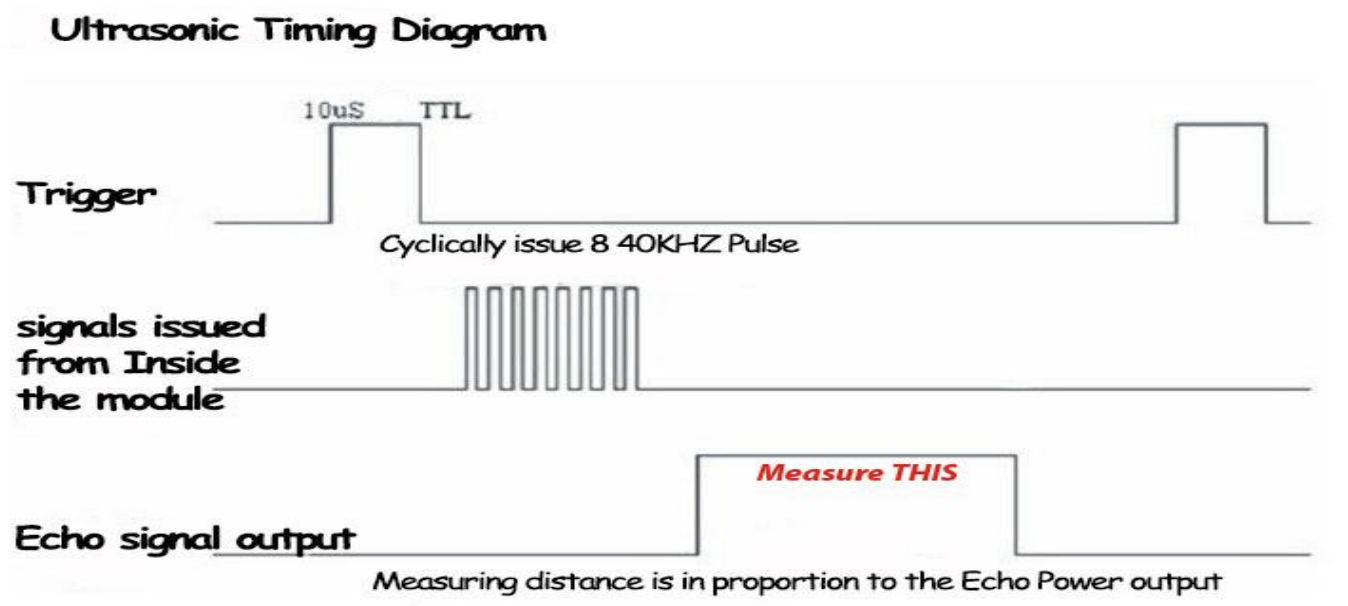 Ultrasonic Timing Diagram
10uS TTL
Trigger
Cyclically issue 8 40KHZ Pulse
signals issued
from Inside
the module
Measure THIS
Echo signal output
Measuring distance is in proportion to the Echo Power output